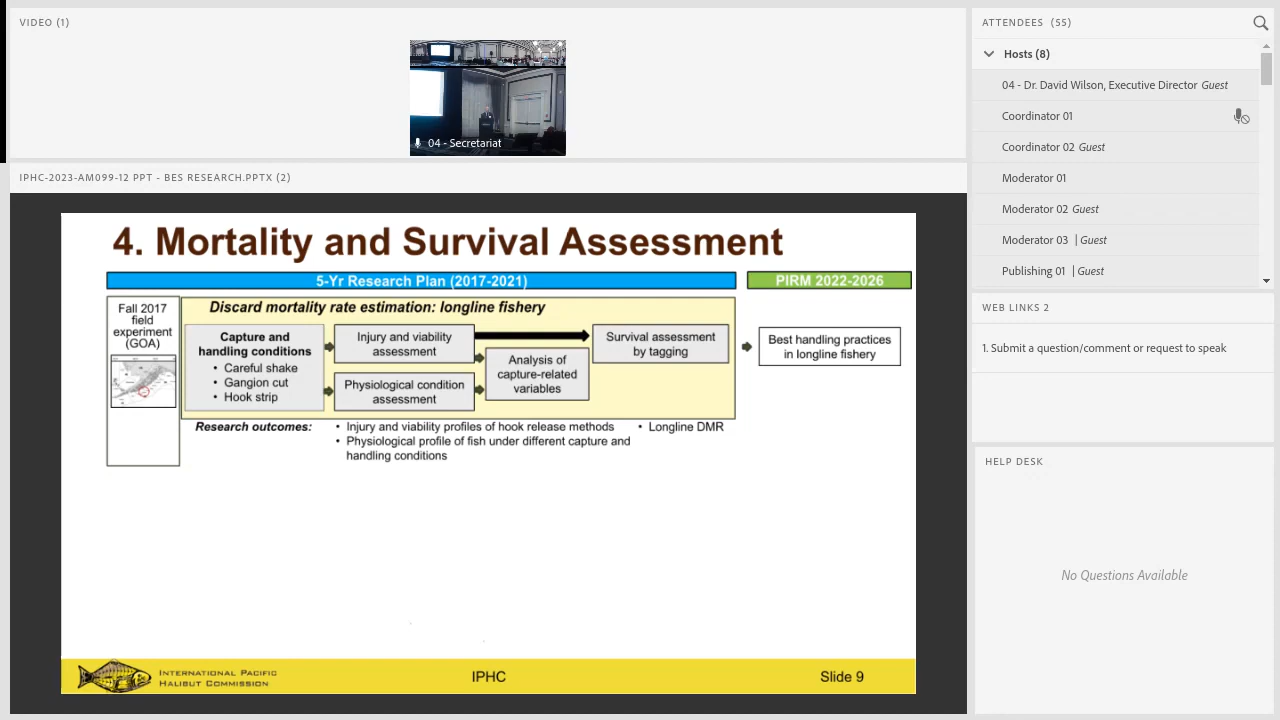 VIDEO (1)
04 - Secretariat
IPHC-2023-AM099-12 PPT - BES RESEARCH.PPTX (2)
4. Mortality and Survival Assessment
5-Yr Research Plan (2017-2021)
PIRM 2022-2026
Fall 2017
field
experiment
(GOA)
Discard mortality rate estimation: longline fishery
Capture and
handling conditions
• Careful shake
• Gangion cut
• Hook strip
Injury and viability
assessment
Physiological condition
assessment
Analysis of
capture-related
variables
Survival assessment
by tagging
Best handling practices
in longline fishery
Research outcomes:
• Injury and viability profiles of hook release methods
• Physiological profile of fish under different capture and
handling conditions
• Longline DMR
INTERNATIONAL PACIFIC
HALIBUT COMMISSION
IPHC
Slide 9
ATTENDEES (55)
Hosts (8)
04 - Dr. David Wilson, Executive Director Guest
Coordinator 01
Coordinator 02 Guest
Moderator 01
Moderator 02 Guest
Moderator 03 | Guest
Publishing 01 | Guest
WEB LINKS 2
1. Submit a question/comment or request to speak
HELP DESK
No Questions Available